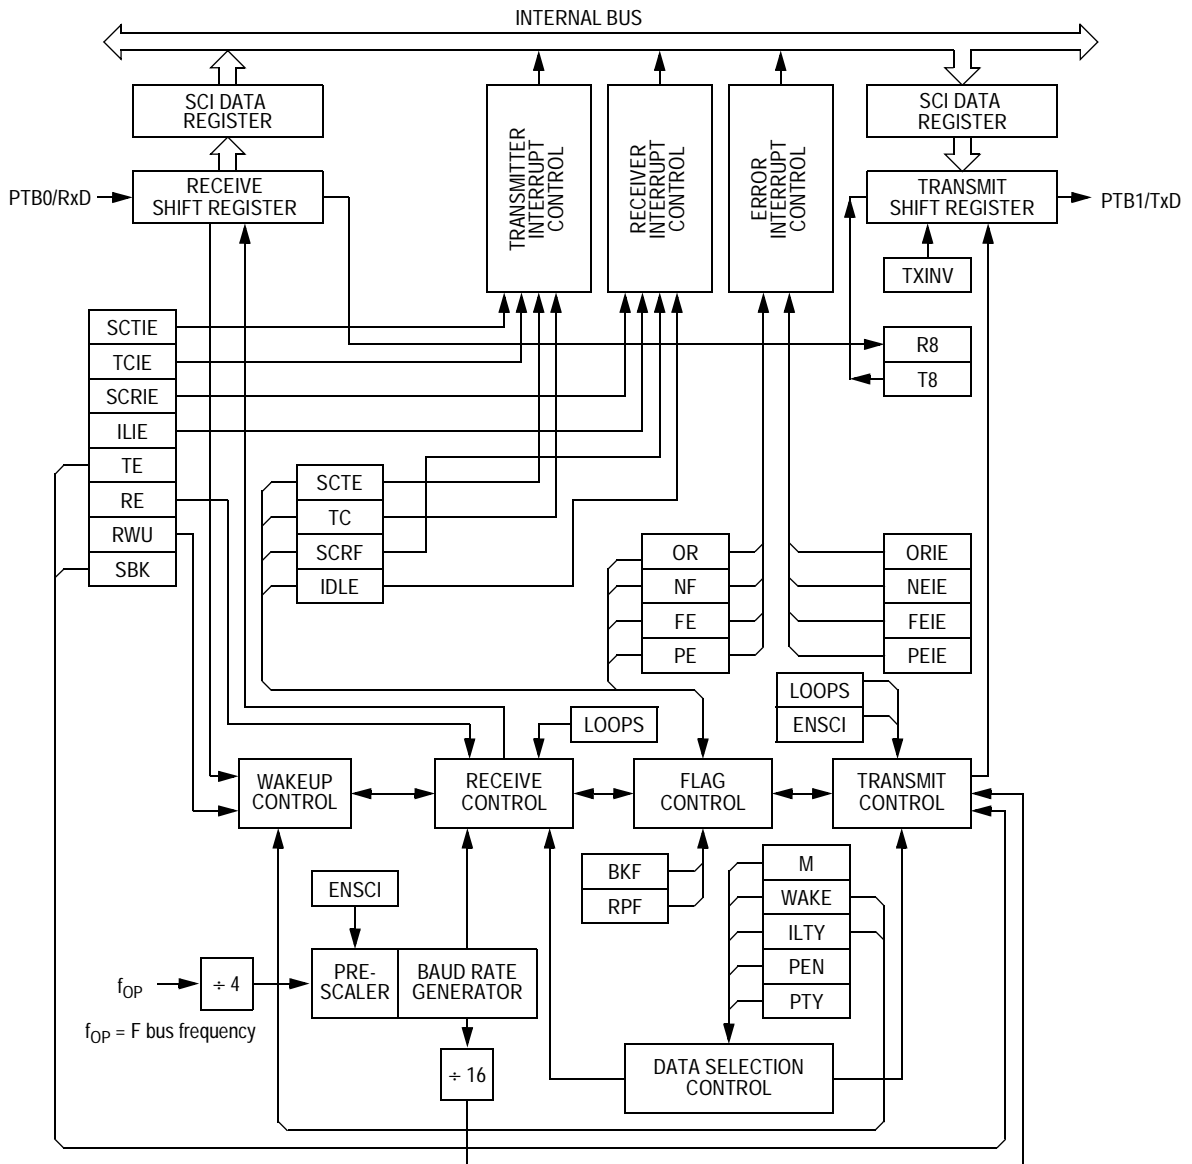 INTERNAL BUS
SCI DATA
REGISTER
SCI DATA
REGISTER
TRANSMITTER
INTERRUPT
CONTROL
RECEIVER
INTERRUPT
CONTROL
ERROR
INTERRUPT
CONTROL
PTB0/RxD
RECEIVE
SHIFT REGISTER
TRANSMIT
SHIFT REGISTER
PTB1/TxD
TXINV
SCTIE
TCIE
SCRIE
ILIE
TE
RE
RWU
SBK
R8
T8
SCTE
TC
SCRF
IDLE
OR
NF
FE
PE
ORIE
NEIE
FEIE
PEIE
LOOPS
LOOPS
ENSCI
WAKEUP
CONTROL
RECEIVE
CONTROL
FLAG
CONTROL
TRANSMIT
CONTROL
BKF
RPF
M
WAKE
ILTY
PEN
PTY
ENSCI
fOP
÷ 4
PRE-
SCALER
BAUD RATE
GENERATOR
fOP = F bus frequency
÷ 16
DATA SELECTION
CONTROL